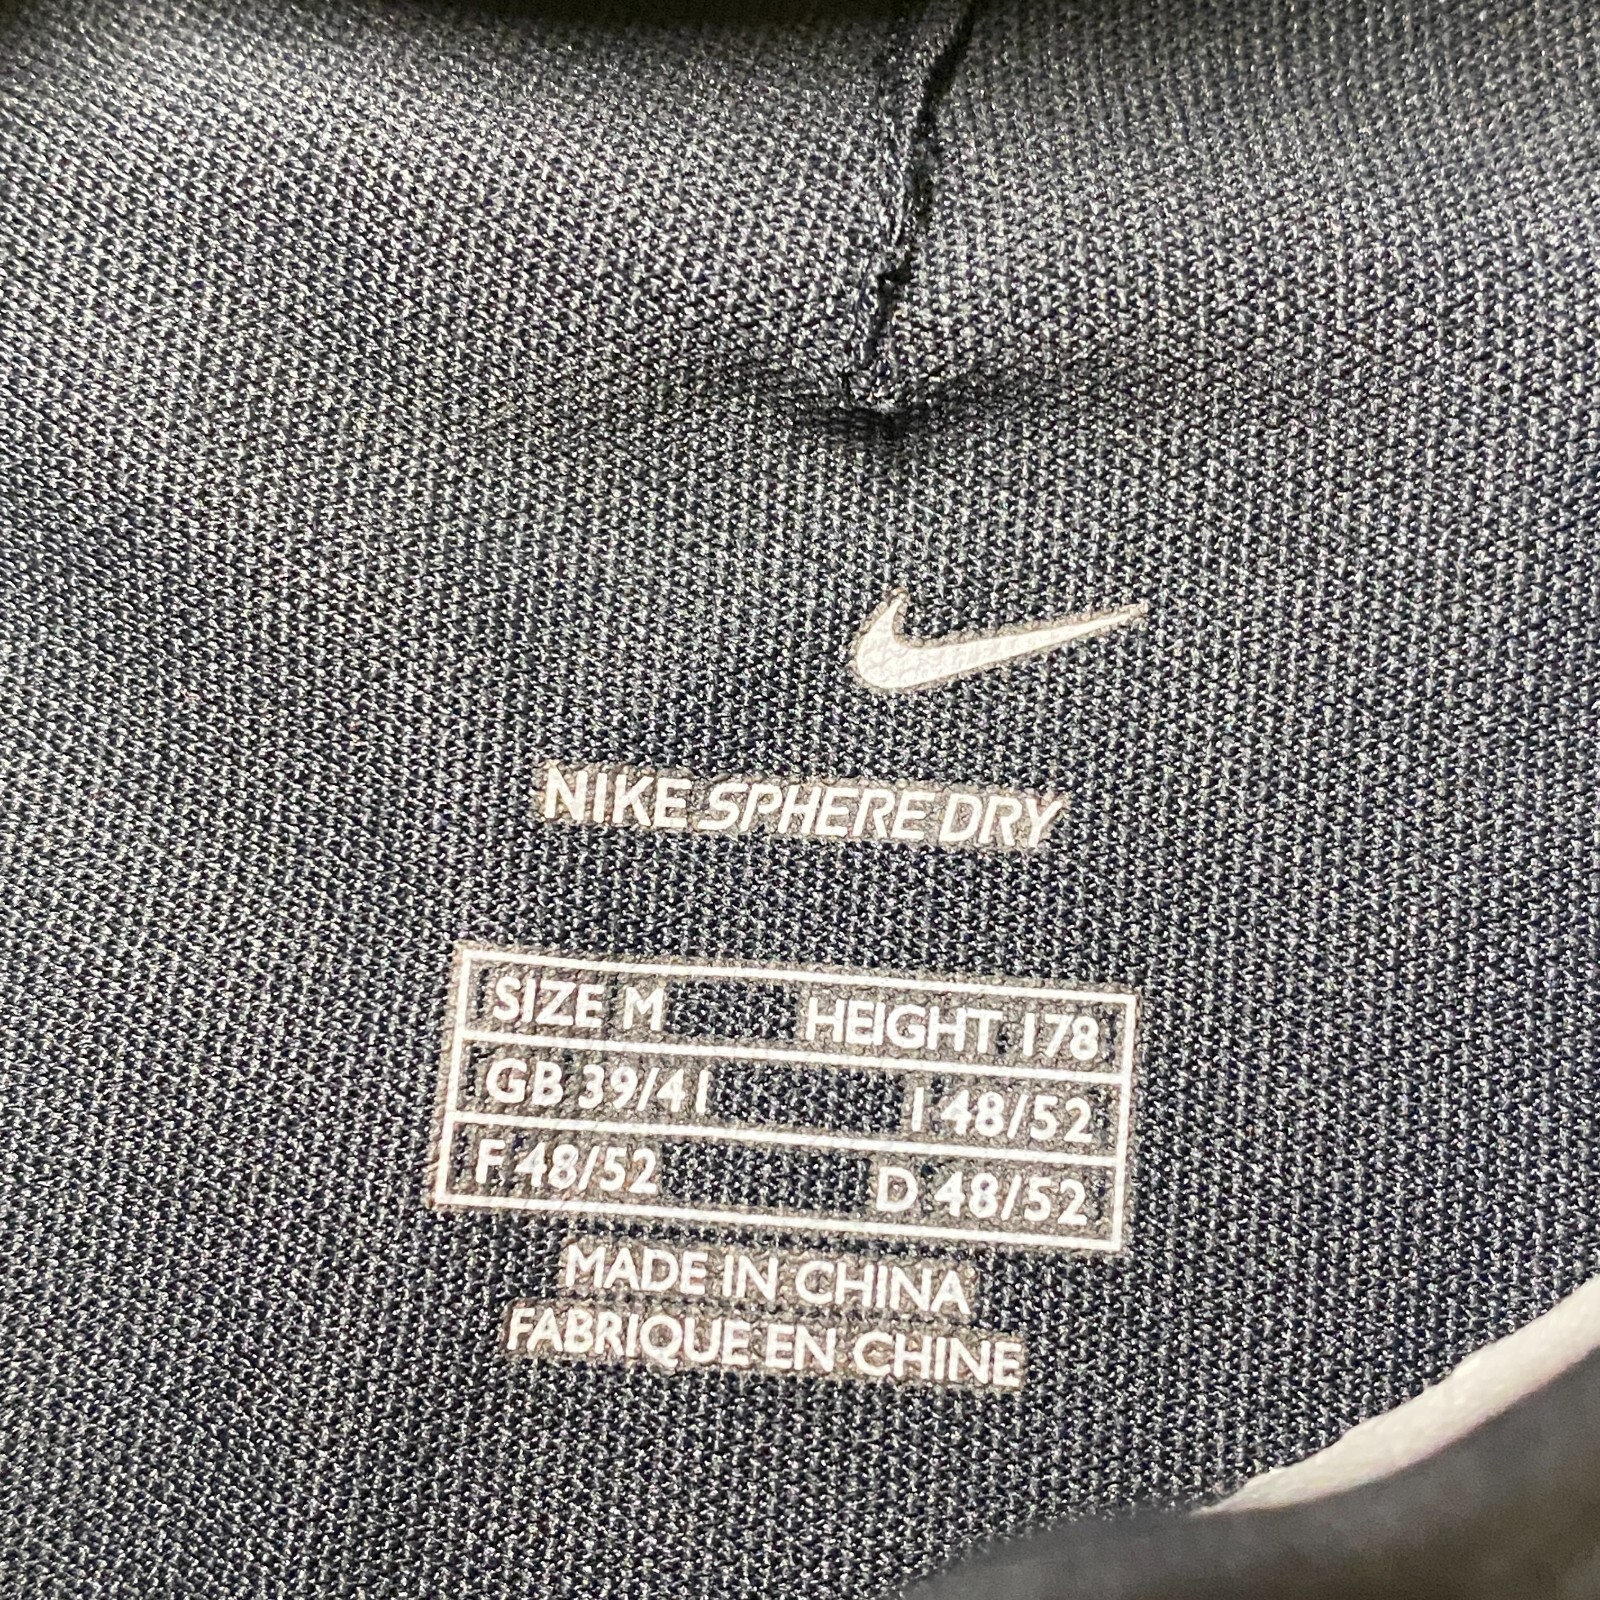 NIKE SPHERE DRY
SIZE M HEIGHT 178
GB 39/41 I 48/52
F 48/52 D 48/52
MADE IN CHINA
FABRIQUE EN CHINE